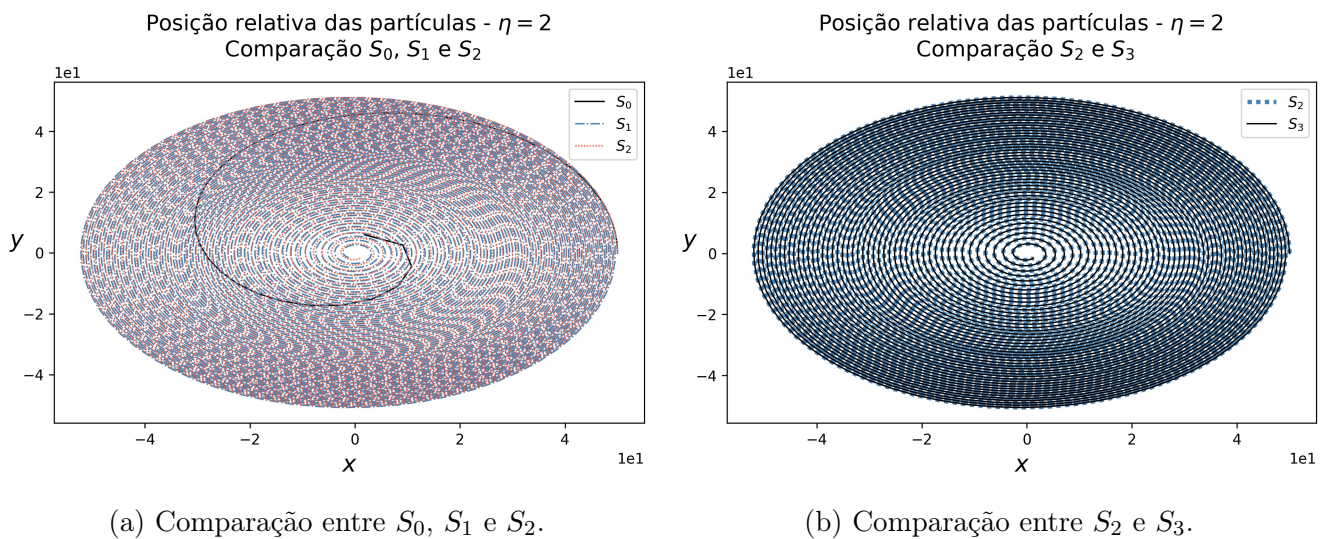 Posição relativa das partículas - η = 2
Comparação S₀, S₁ e S₂
1e1
S₀
S₁
S₂
4
2
0
−2
−4
y
−4
−2
0
2
4
1e1
x
(a) Comparação entre S₀, S₁ e S₂.
Posição relativa das partículas - η = 2
Comparação S₂ e S₃
1e1
S₂
S₃
4
2
0
−2
−4
y
−4
−2
0
2
4
1e1
x
(b) Comparação entre S₂ e S₃.